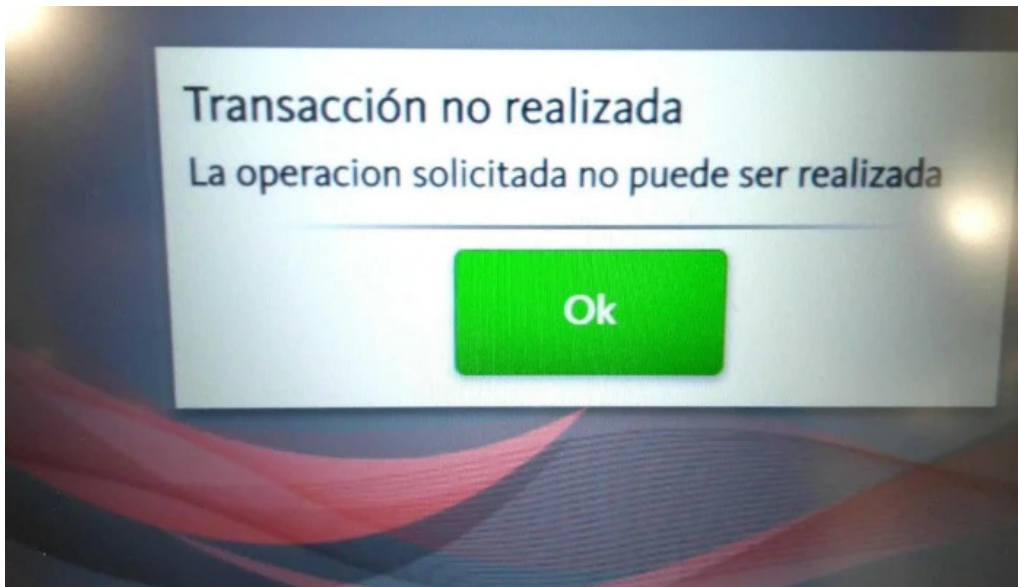 Transacción no realizada
La operacion solicitada no puede ser realizada
Ok